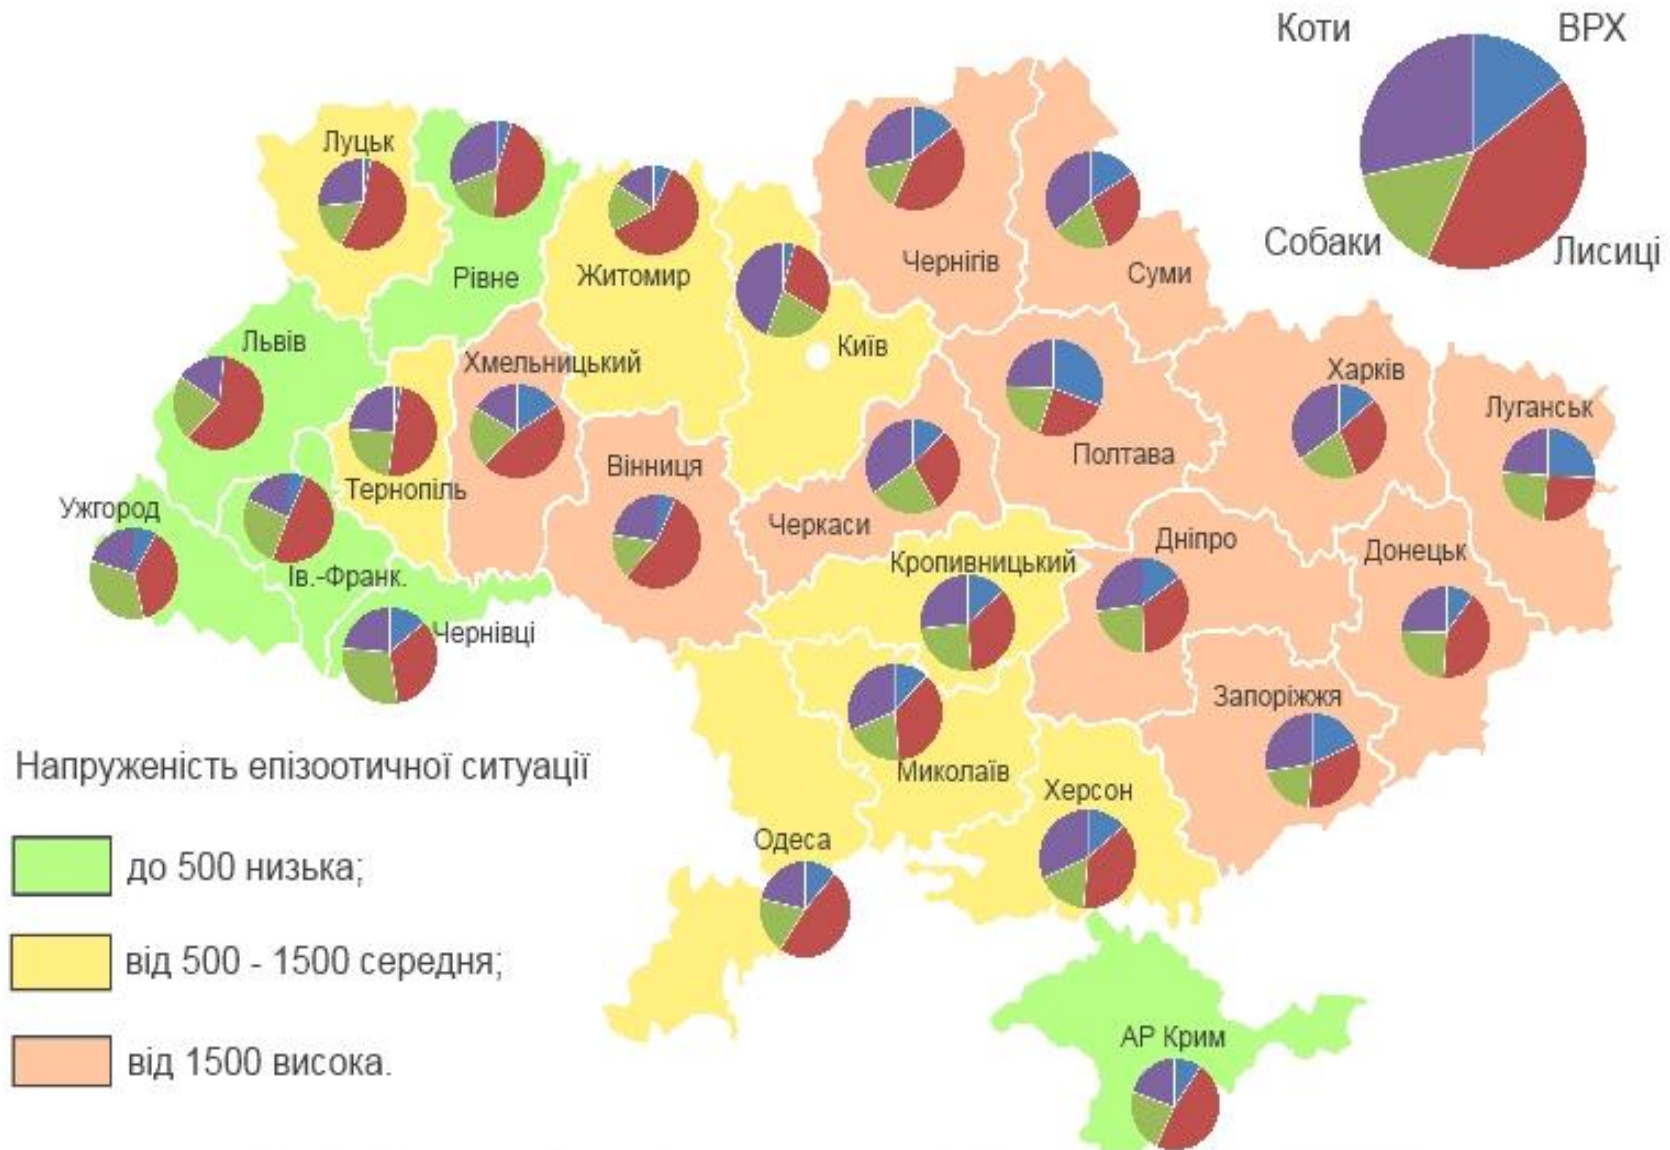 Коти
ВРХ
Собаки
Лисиці
Луцьк
Рівне
Житомир
Чернігів
Суми
Львів
Хмельницький
Київ
Харків
Луганськ
Полтава
Вінниця
Тернопіль
Ужгород
Черкаси
Дніпро
Донецьк
Кропивницький
Ів.-Франк.
Чернівці
Запоріжжя
Миколаїв
Херсон
Одеса
АР Крим
Напруженість епізоотичної ситуації
до 500 низька;
від 500 - 1500 середня;
від 1500 висока.